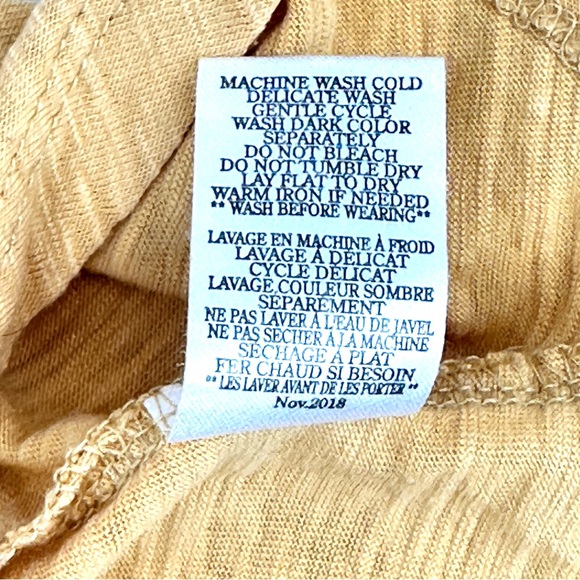 MACHINE WASH COLD
DELICATE WASH
GENTLE CYCLE
WASH DARK COLOR
SEPARATELY
DO NOT BLEACH
DO NOT TUMBLE DRY
LAY FLAT TO DRY
WARM IRON IF NEEDED
** WASH BEFORE WEARING**
LAVAGE EN MACHINE À FROID
LAVAGE À DÉLICAT
CYCLE DÉLICAT
LAVAGE COULEUR SOMBRE
SÉPARÉMENT
NE PAS LAVER À L'EAU DE JAVEL
NE PAS SÉCHER À LA MACHINE
SÉCHAGE A PLAT
FER CHAUD SI BESOIN
** LES LAVER AVANT DE LES PORTER**
Nov.2018